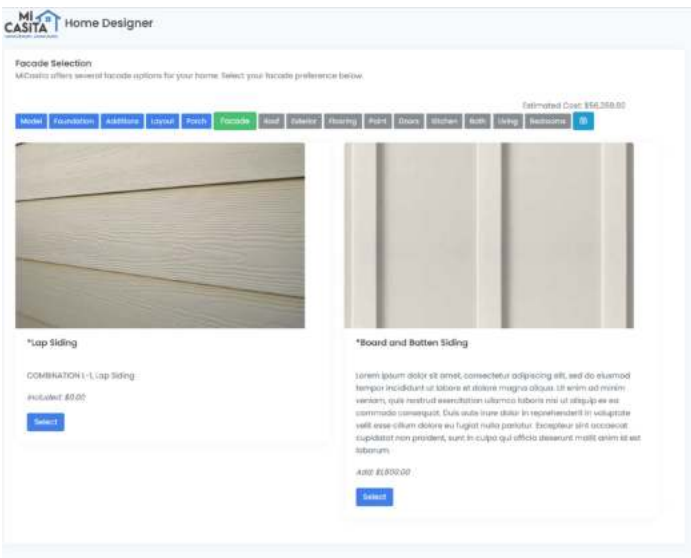 MI
CASITA
Home Designer
Facade Selection
MiCasita offers several facade options for your home. Select your facade preference below.
Estimated Cost:
Model Foundation Additions Layout Porch Facade Roof Exterior Flooring Paint Doors Kitchen Bath Living Bedrooms
*Lap Siding
COMBINATION L-1, Lap Siding
Included: $0.00
Select
*Board and Batten Siding
Lorem ipsum dolor sit amet, consectetur adipiscing elit, sed do eiusmod
tempor incididunt ut labore et dolore magna aliqua. Ut enim ad minim
veniam, quis nostrud exercitation ullamco laboris nisi ut aliquip ex ea
commodo consequat. Duis aute irure dolor in reprehenderit in voluptate
velit esse cillum dolore eu fugiat nulla pariatur. Excepteur sint occaecat
cupidatat non proident, sunt in culpa qui officia deserunt mollit anim id est
laborum.
Add: $1,800.00
Select